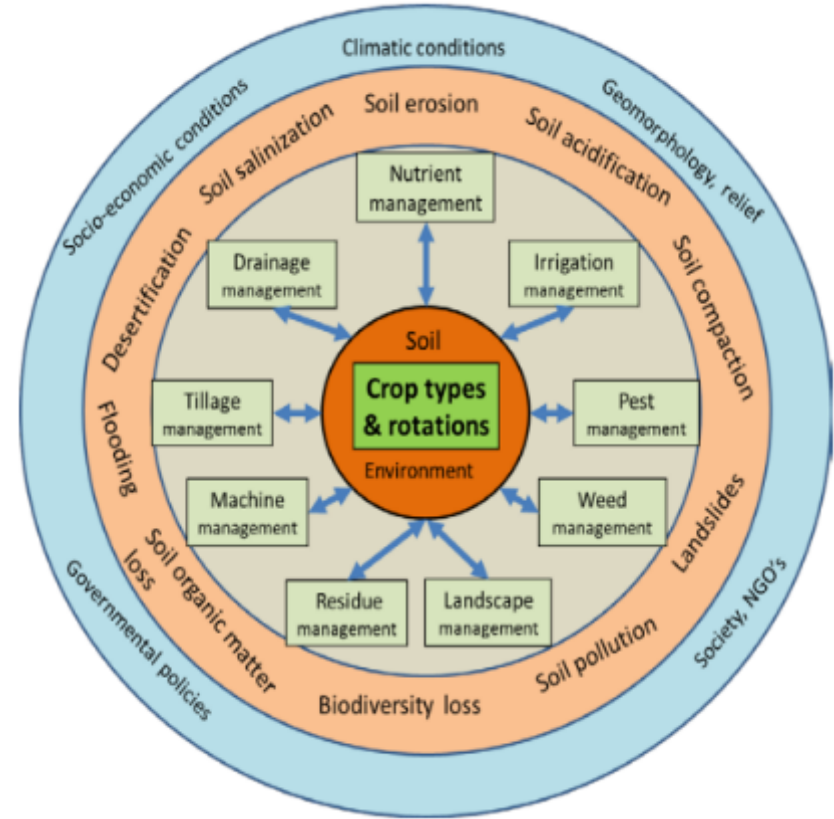 Climatic conditions
Geomorphology, relief
Society, NGO's
Governmental policies
Socio-economic conditions
Soil erosion
Soil acidification
Soil compaction
Landslides
Soil pollution
Biodiversity loss
Soil organic matter
loss
Flooding
Desertification
Soil salinization
Nutrient
management
Irrigation
management
Pest
management
Weed
management
Landscape
management
Residue
management
Machine
management
Tillage
management
Drainage
management
Soil
Crop types
& rotations
Environment